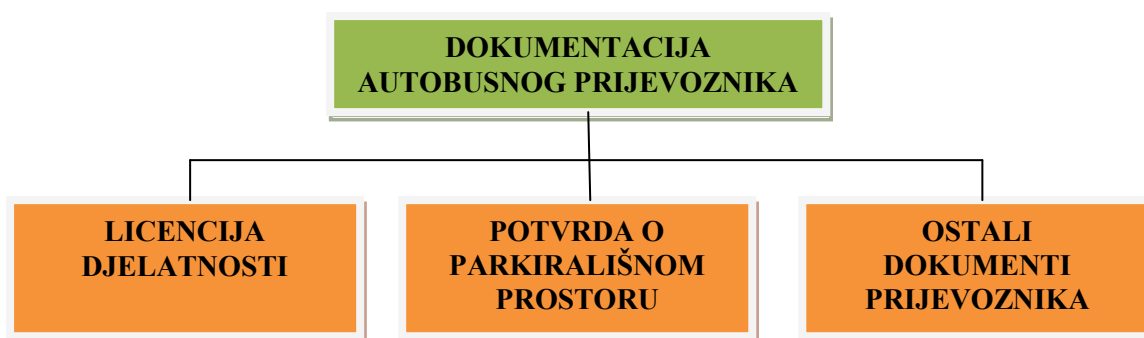 DOKUMENTACIJA
AUTOBUSNOG PRIJEVOZNIKA
LICENCIJA
DJELATNOSTI
POTVRDA O
PARKIRALIŠNOM
PROSTORU
OSTALI
DOKUMENTI
PRIJEVOZNIKA